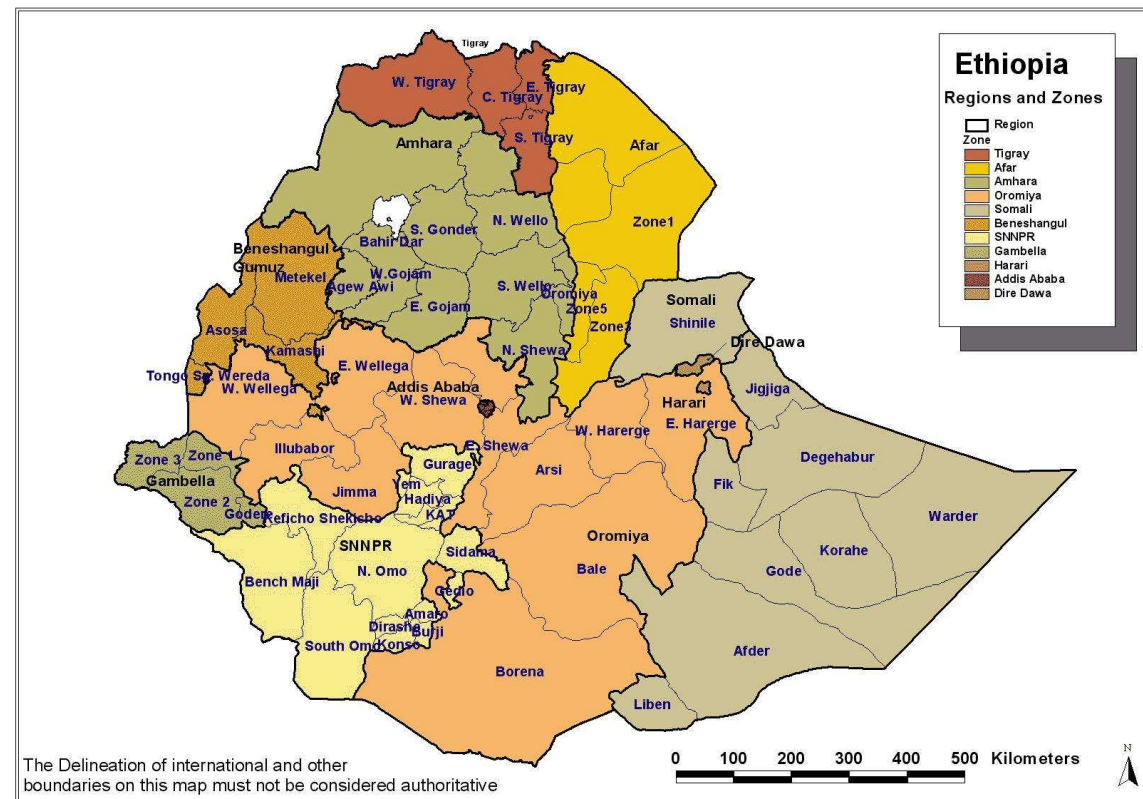 Ethiopia
Regions and Zones
Region
Zone
Tigray
Afar
Amhara
Oromiya
Somali
Beneshangul
SNNPR
Gambella
Harari
Addis Ababa
Dire Dawa
Tigray
W. Tigray
E. Tigray
C. Tigray
S. Tigray
Amhara
Afar
Zone1
N. Wello
S. Gonder
Bahir Dar
Beneshangul
Gumuz
Metekel
W.Gojam
Agew Awi
S. Wello
Oromiya
E. Gojam
Zone5
Zone3
Somali
Shinile
Asosa
Kamashi
N. Shewa
Dire Dawa
Tongo Sp. Wereda
W. Wellega
E. Wellega
Addis Ababa
W. Shewa
Jigjiga
Harari
E. Harerge
W. Harerge
E. Shewa
Illubabor
Zone 3
Zone
Gambella
Gurage
Arsi
Degehabur
Yem
Jimma
Hadiya
Fik
Zone 2
Godere
Keficho Shekicho
KAT
Warder
SNNPR
Sidama
Oromiya
Korahe
N. Omo
Bale
Gode
Bench Maji
Gedio
Amaro
Dirashe
Burji
South Omo
Konso
Afder
Borena
Liben
The Delineation of international and other
boundaries on this map must not be considered authoritative
0 100 200 300 400 500 Kilometers
N